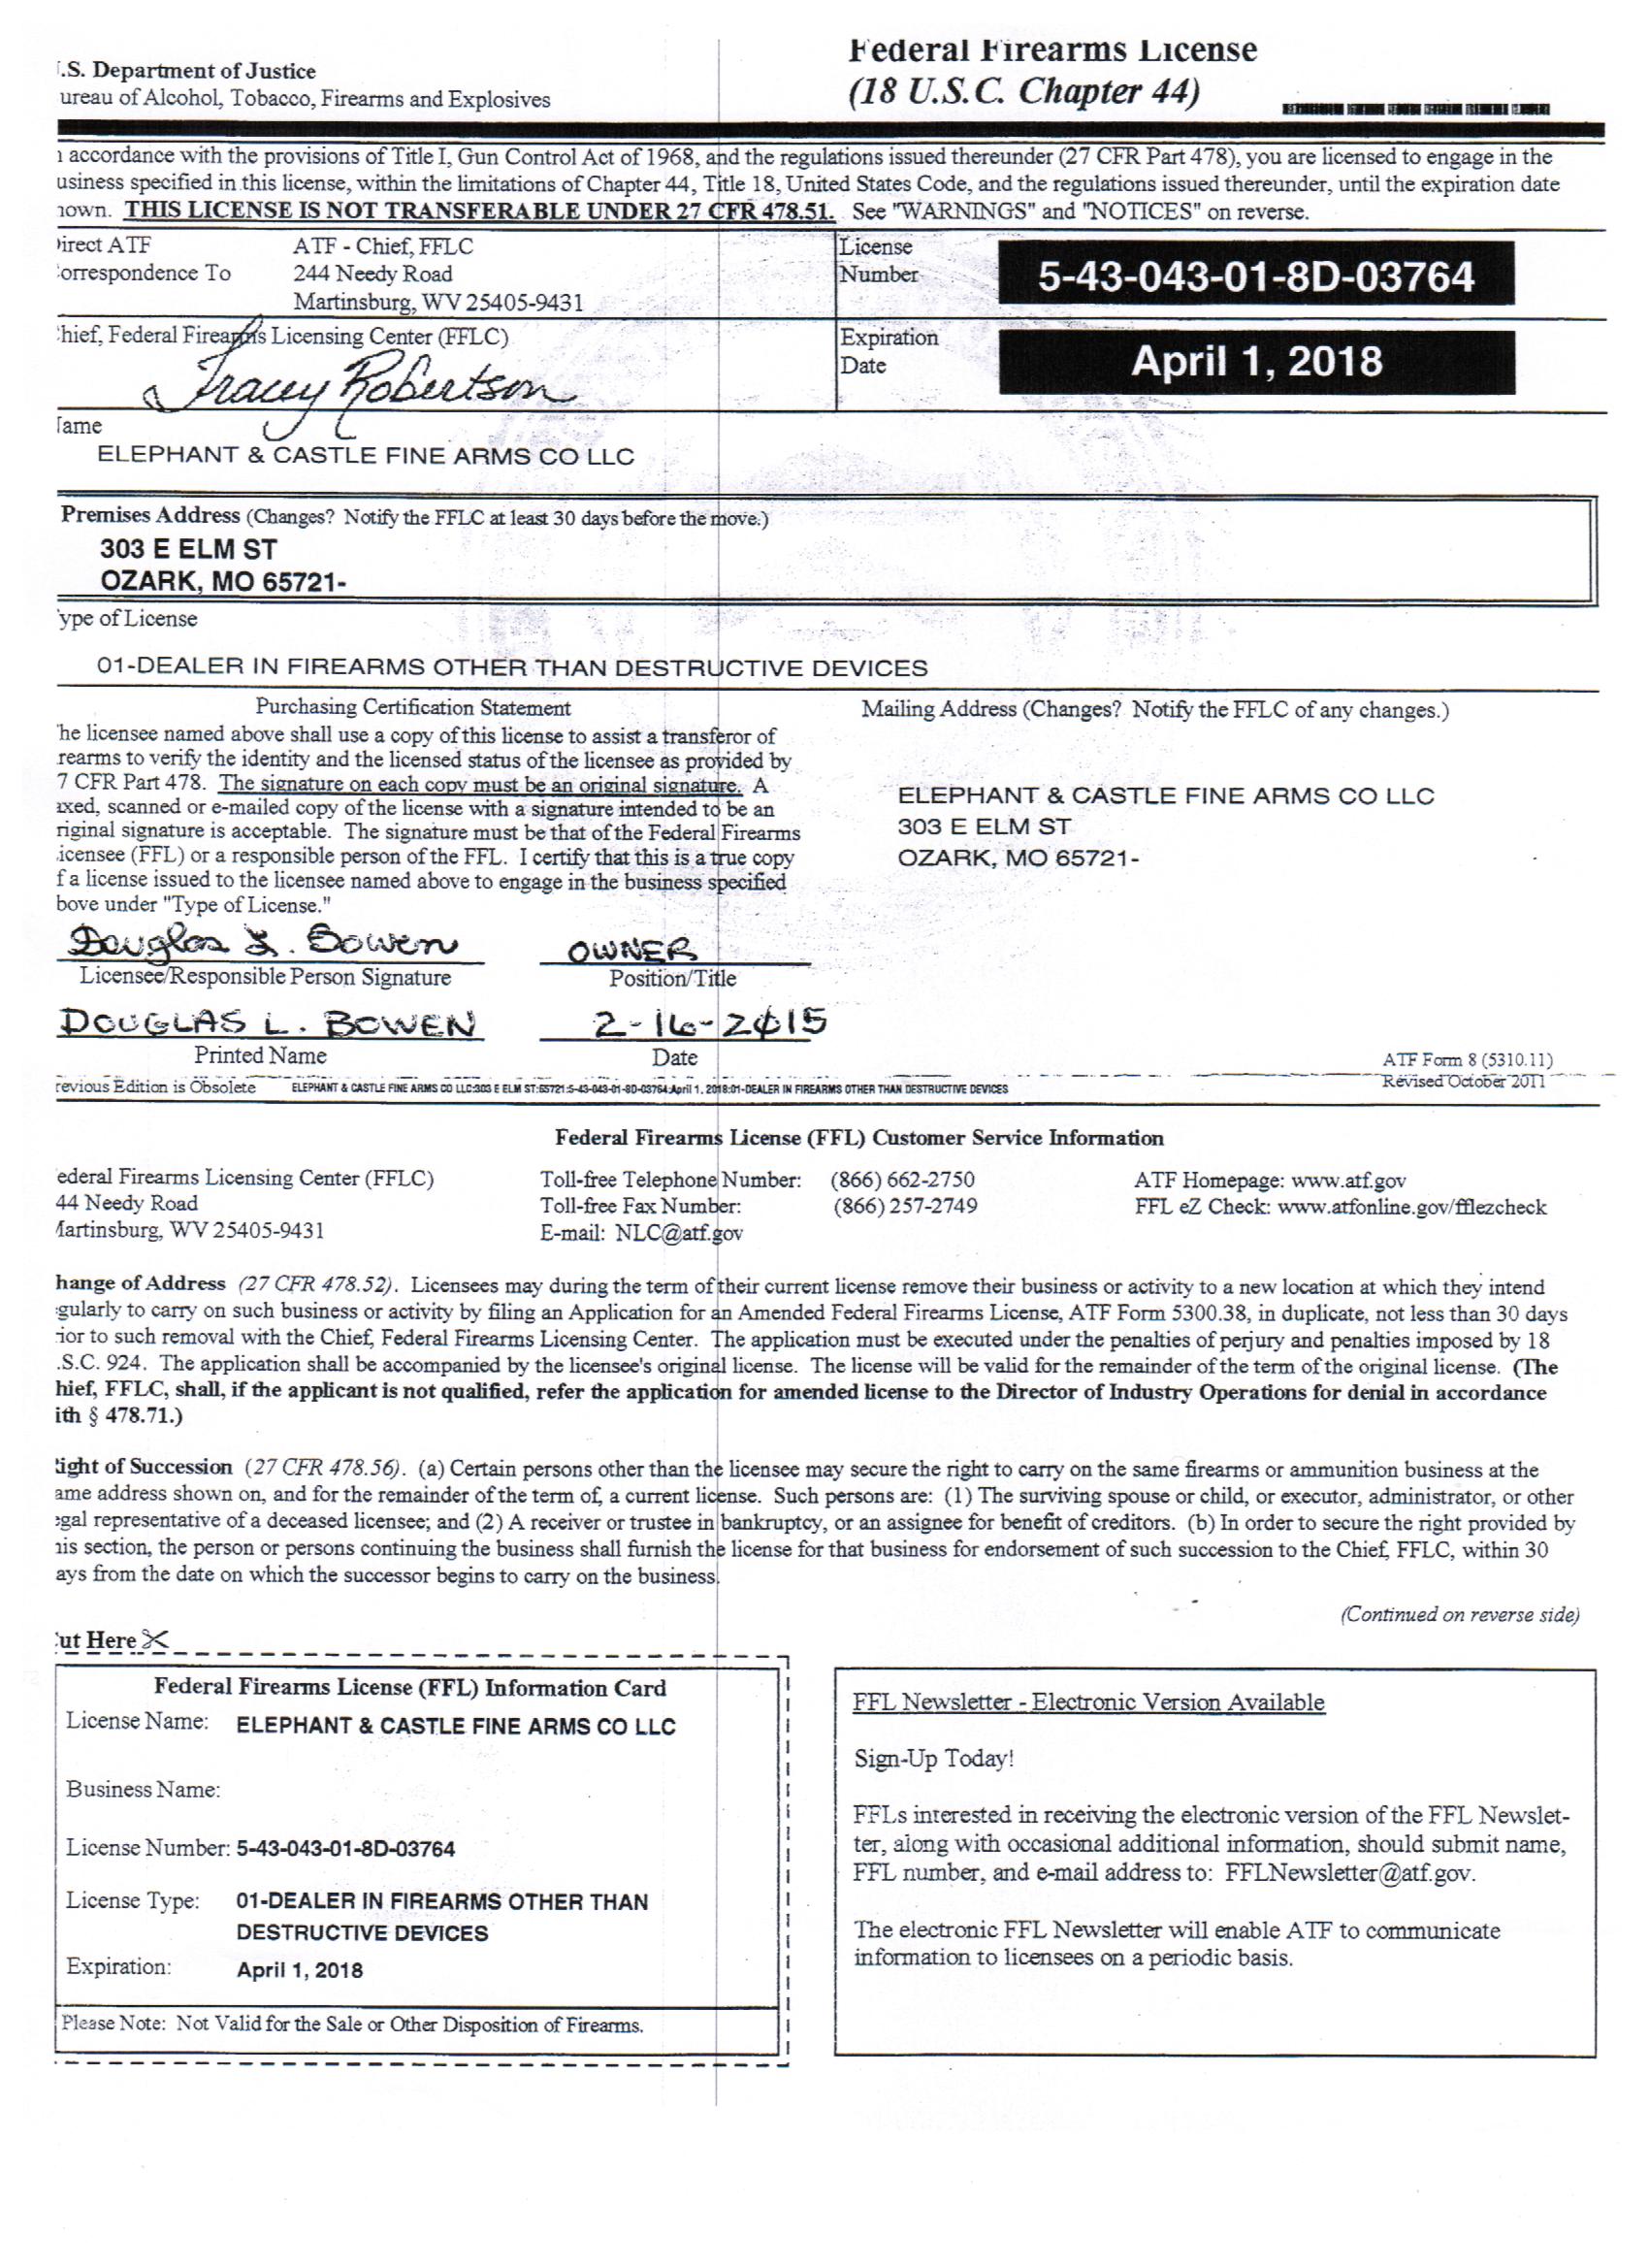 .S. Department of Justice
ureau of Alcohol, Tobacco, Firearms and Explosives
Federal Firearms License
(18 U.S.C. Chapter 44)
accordance with the provisions of Title I, Gun Control Act of 1968, and the regulations issued thereunder (27 CFR Part 478), you are licensed to engage in the
usiness specified in this license, within the limitations of Chapter 44, Title 18, United States Code, and the regulations issued thereunder, until the expiration date
nown. THIS LICENSE IS NOT TRANSFERABLE UNDER 27 CFR 478.51. See "WARNINGS" and "NOTICES" on reverse.
irect ATF
orrespondence To
ATF - Chief, FFLC
244 Needy Road
Martinsburg, WV 25405-9431
License
Number
5-43-043-01-8D-03764
hief, Federal Firearms Licensing Center (FFLC)
Tracey Robertson
Expiration
Date
April 1, 2018
ame
ELEPHANT & CASTLE FINE ARMS CO LLC
Premises Address (Changes? Notify the FFLC at least 30 days before the move.)
303 E ELM ST
OZARK, MO 65721-
ype of License
01-DEALER IN FIREARMS OTHER THAN DESTRUCTIVE DEVICES
Purchasing Certification Statement
he licensee named above shall use a copy of this license to assist a transferor of
rearms to verify the identity and the licensed status of the licensee as provided by
7 CFR Part 478. The signature on each copy must be an original signature. A
xed, scanned or e-mailed copy of the license with a signature intended to be an
riginal signature is acceptable. The signature must be that of the Federal Firearms
icensee (FFL) or a responsible person of the FFL. I certify that this is a true copy
f a license issued to the licensee named above to engage in the business specified
bove under "Type of License."
Mailing Address (Changes? Notify the FFLC of any changes.)
ELEPHANT & CASTLE FINE ARMS CO LLC
303 E ELM ST
OZARK, MO 65721-
Douglas L. Bowen OWNER
Licensee/Responsible Person Signature Position/Title
DOUGLAS L. BOWEN 2-16-2015
Printed Name Date
ATF Form 8 (5310.11)
Revised October 2011
revious Edition is Obsolete ELEPHANT & CASTLE FINE ARMS CO LLC:303 E ELM ST:65721:5-43-043-01-8D-03764:April 1, 2018:01-DEALER IN FIREARMS OTHER THAN DESTRUCTIVE DEVICES
Federal Firearms License (FFL) Customer Service Information
ederal Firearms Licensing Center (FFLC)
44 Needy Road
Martinsburg, WV 25405-9431
Toll-free Telephone Number: (866) 662-2750
Toll-free Fax Number: (866) 257-2749
E-mail: NLC@atf.gov
ATF Homepage: www.atf.gov
FFL eZ Check: www.atfonline.gov/fflezcheck
hange of Address (27 CFR 478.52). Licensees may during the term of their current license remove their business or activity to a new location at which they intend
gularly to carry on such business or activity by filing an Application for an Amended Federal Firearms License, ATF Form 5300.38, in duplicate, not less than 30 days
rior to such removal with the Chief, Federal Firearms Licensing Center. The application must be executed under the penalties of perjury and penalties imposed by 18
.S.C. 924. The application shall be accompanied by the licensee's original license. The license will be valid for the remainder of the term of the original license. (The
hief, FFLC, shall, if the applicant is not qualified, refer the application for amended license to the Director of Industry Operations for denial in accordance
ith § 478.71.)
ight of Succession (27 CFR 478.56). (a) Certain persons other than the licensee may secure the right to carry on the same firearms or ammunition business at the
ame address shown on, and for the remainder of the term of, a current license. Such persons are: (1) The surviving spouse or child, or executor, administrator, or other
egal representative of a deceased licensee; and (2) A receiver or trustee in bankruptcy, or an assignee for benefit of creditors. (b) In order to secure the right provided by
his section, the person or persons continuing the business shall furnish the license for that business for endorsement of such succession to the Chief, FFLC, within 30
ays from the date on which the successor begins to carry on the business.
(Continued on reverse side)
ut Here
Federal Firearms License (FFL) Information Card
License Name: ELEPHANT & CASTLE FINE ARMS CO LLC
Business Name:
License Number: 5-43-043-01-8D-03764
License Type: 01-DEALER IN FIREARMS OTHER THAN
DESTRUCTIVE DEVICES
Expiration: April 1, 2018
Please Note: Not Valid for the Sale or Other Disposition of Firearms.
FFL Newsletter - Electronic Version Available
Sign-Up Today!
FFLs interested in receiving the electronic version of the FFL Newslet-
ter, along with occasional additional information, should submit name,
FFL number, and e-mail address to: FFLNewsletter@atf.gov.
The electronic FFL Newsletter will enable ATF to communicate
information to licensees on a periodic basis.